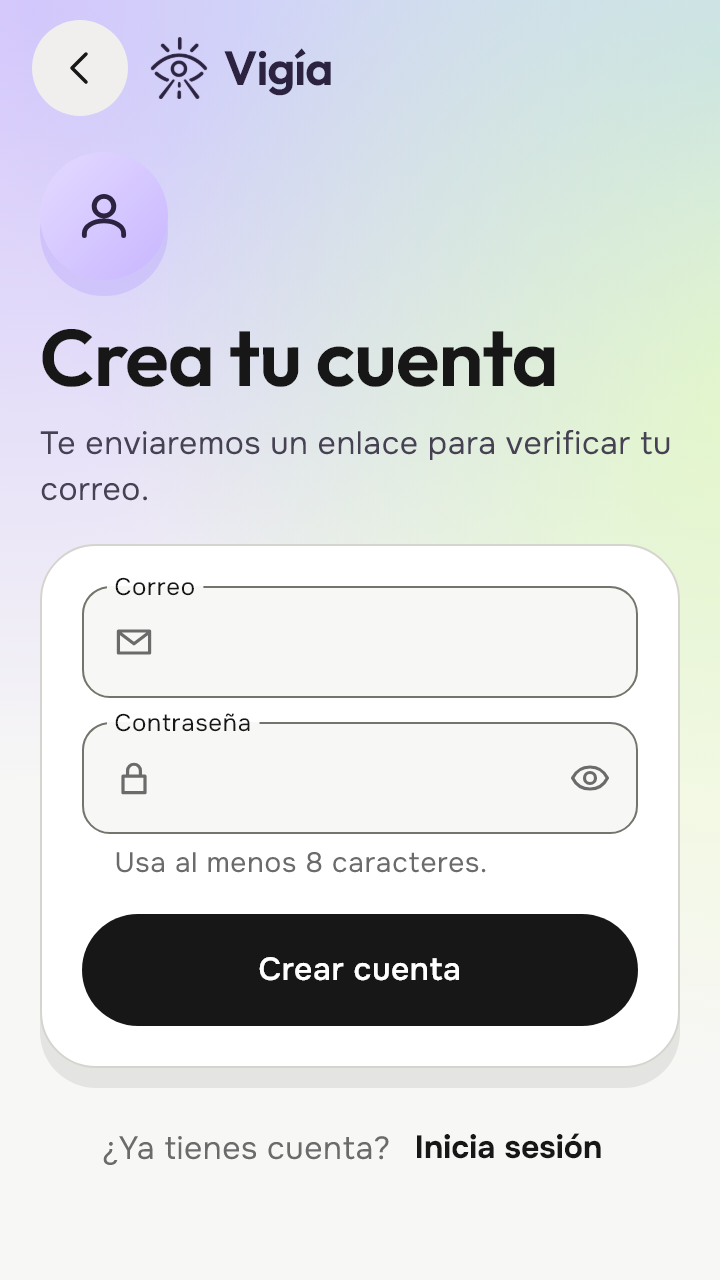 Vigía
Crea tu cuenta
Te enviaremos un enlace para verificar tu
correo.
Correo
Contraseña
Usa al menos 8 caracteres.
Crear cuenta
¿Ya tienes cuenta? Inicia sesión